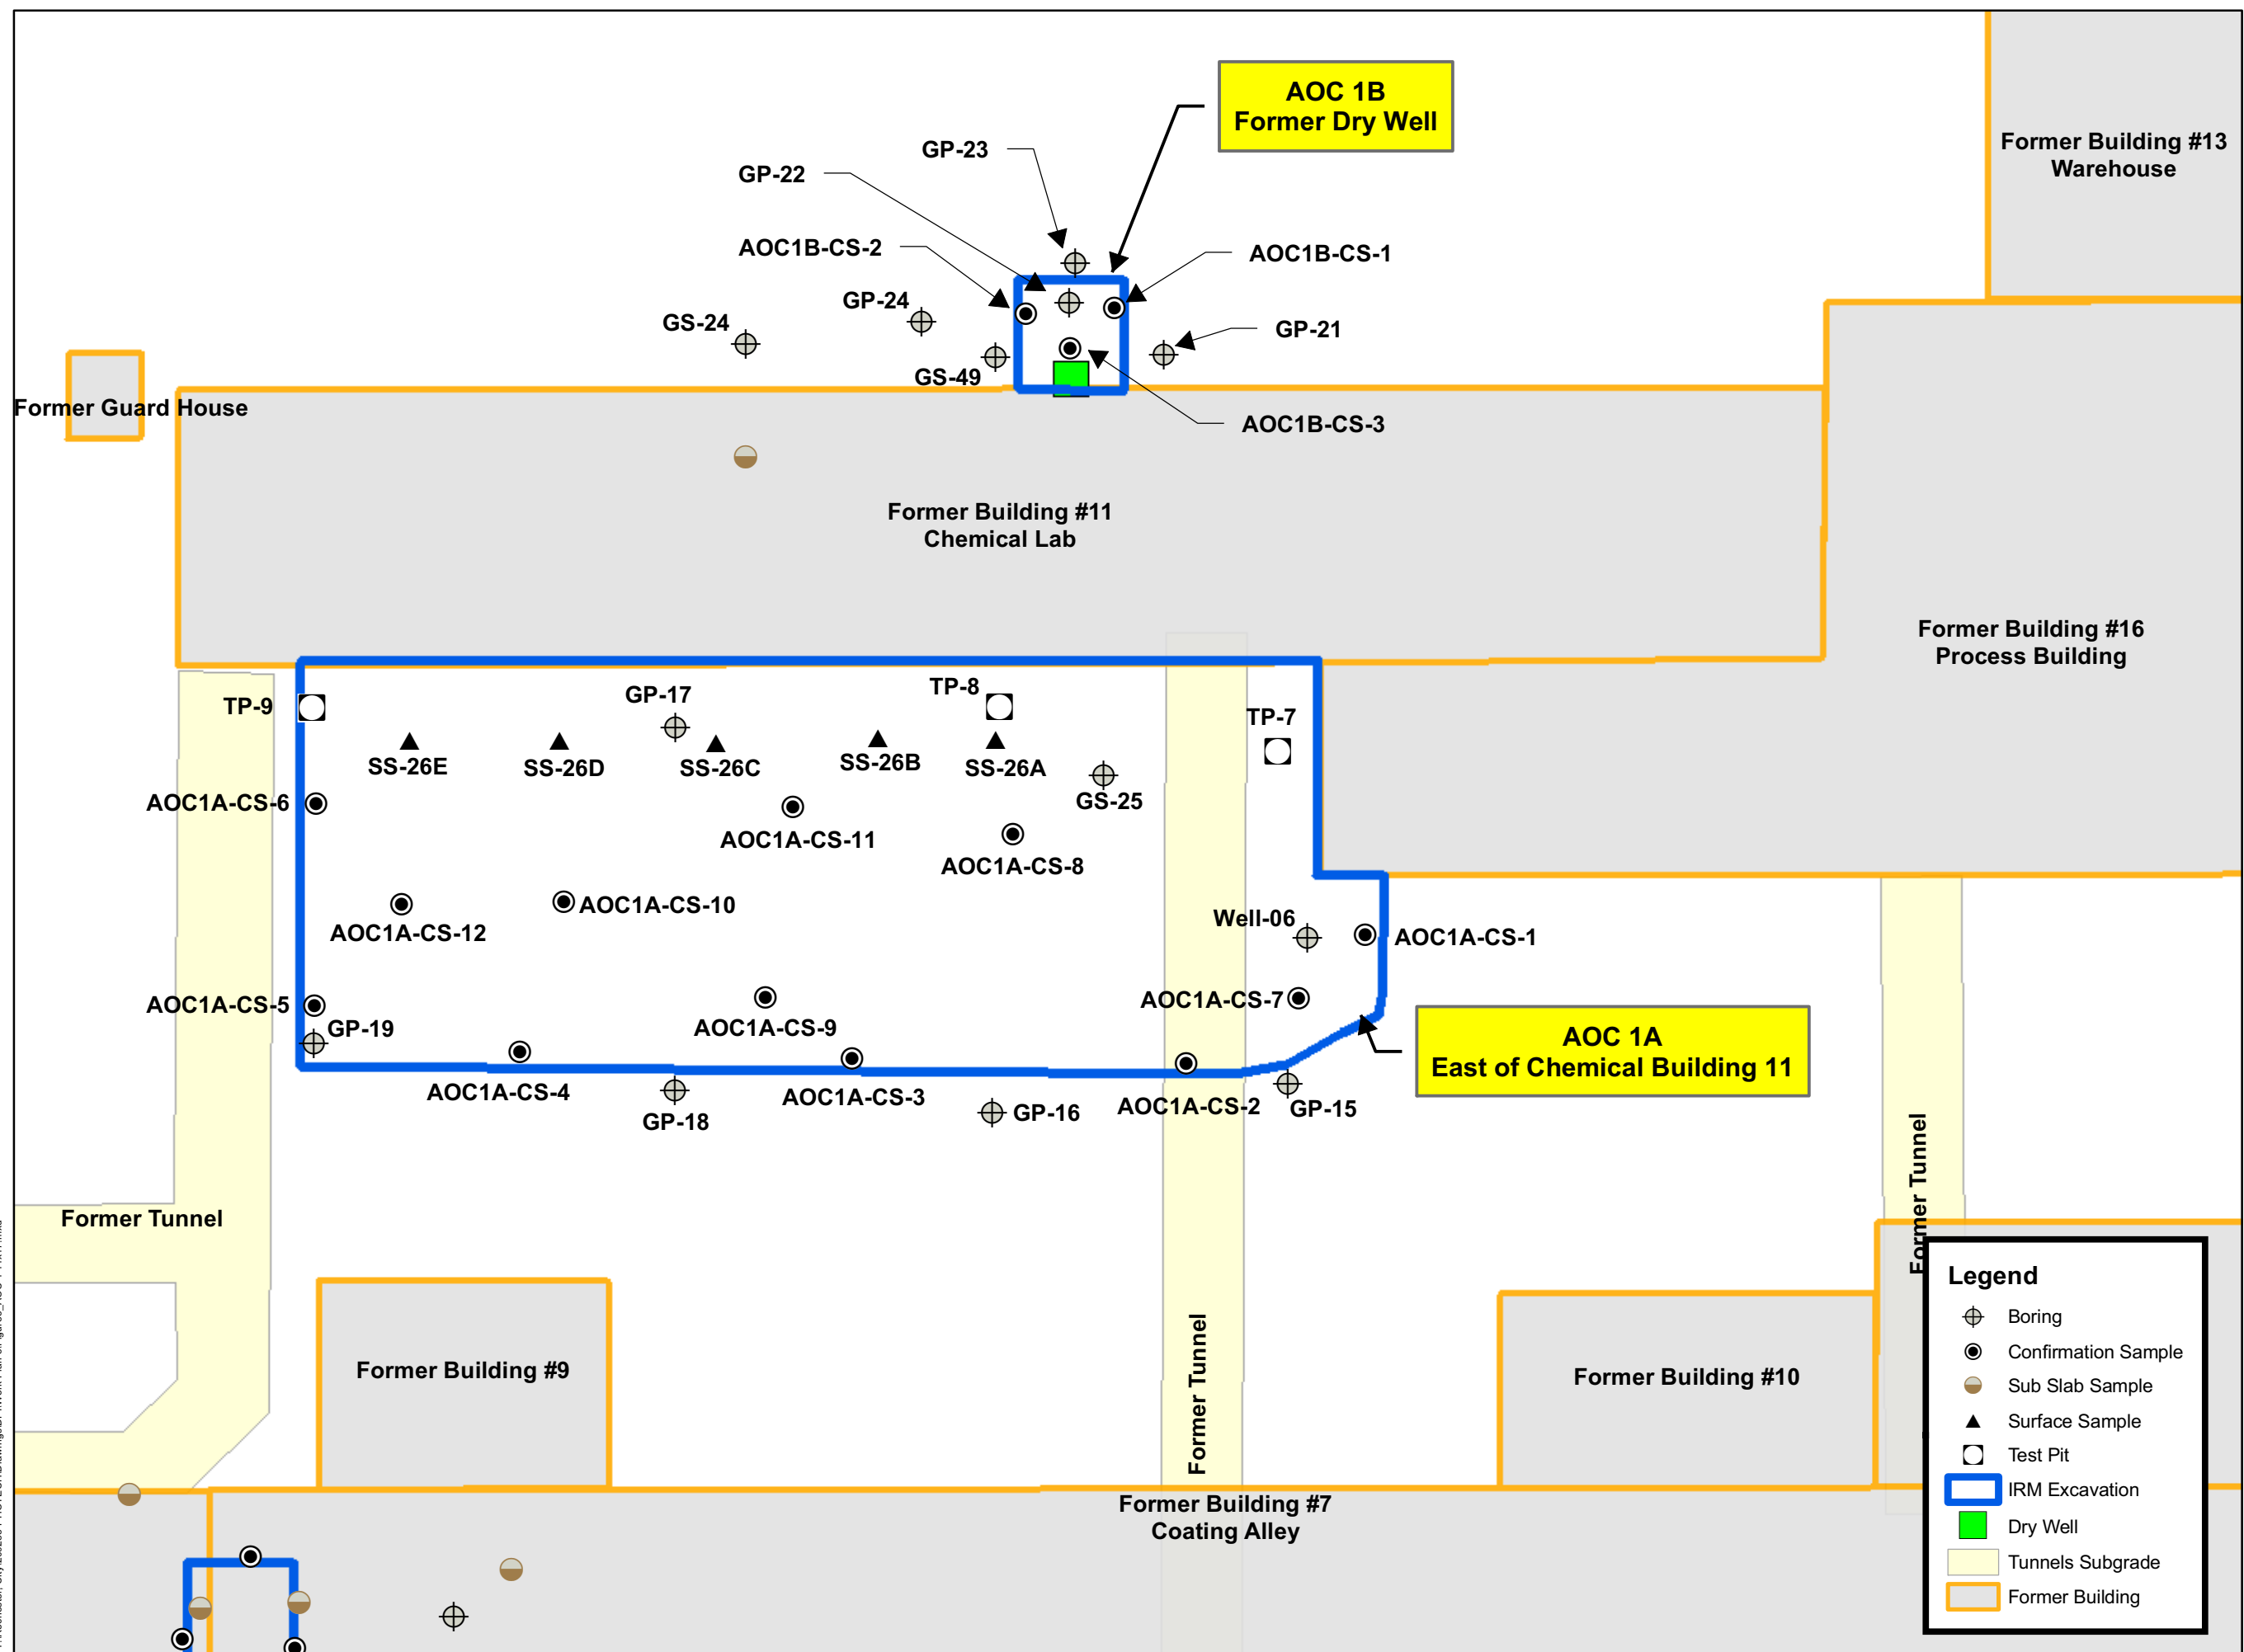 AOC 1B
Former Dry Well
Former Building #13
Warehouse
GP-23
GP-22
AOC1B-CS-2
AOC1B-CS-1
GP-24
GS-24
GP-21
GS-49
Former Guard House
AOC1B-CS-3
Former Building #11
Chemical Lab
Former Building #16
Process Building
TP-9
GP-17
TP-8
TP-7
SS-26E
SS-26D
SS-26C
SS-26B
SS-26A
AOC1A-CS-6
GS-25
AOC1A-CS-11
AOC1A-CS-8
AOC1A-CS-10
AOC1A-CS-12
Well-06
AOC1A-CS-1
AOC1A-CS-5
AOC1A-CS-7
GP-19
AOC1A-CS-9
AOC 1A
East of Chemical Building 11
AOC1A-CS-4
AOC1A-CS-3
AOC1A-CS-2
GP-18
GP-16
GP-15
Former Tunnel
Former Tunnel
Former Tunnel
Former Building #9
Former Building #10
Former Building #7
Coating Alley
Legend
Boring
Confirmation Sample
Sub Slab Sample
Surface Sample
Test Pit
IRM Excavation
Dry Well
Tunnels Subgrade
Former Building